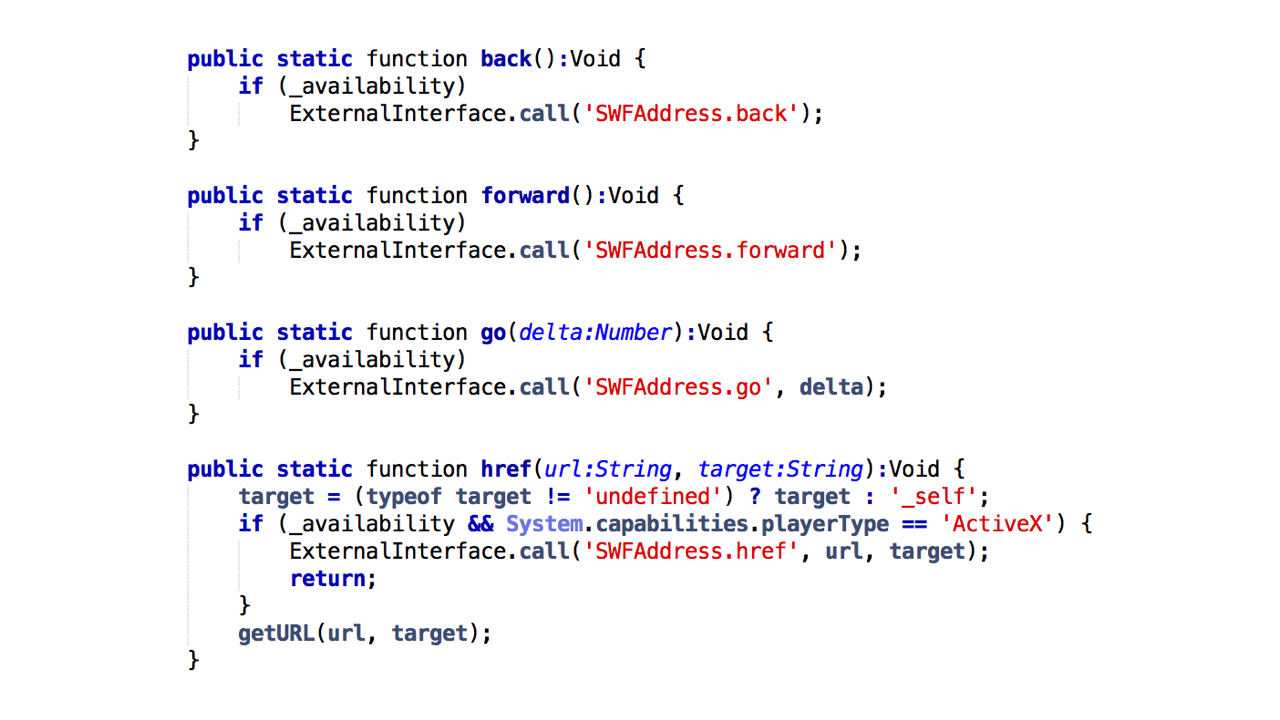 public static function back():Void {
    if (_availability)
        ExternalInterface.call('SWFAddress.back');
}

public static function forward():Void {
    if (_availability)
        ExternalInterface.call('SWFAddress.forward');
}

public static function go(delta:Number):Void {
    if (_availability)
        ExternalInterface.call('SWFAddress.go', delta);
}

public static function href(url:String, target:String):Void {
    target = (typeof target != 'undefined') ? target : '_self';
    if (_availability && System.capabilities.playerType == 'ActiveX') {
        ExternalInterface.call('SWFAddress.href', url, target);
        return;
    }
    getURL(url, target);
}